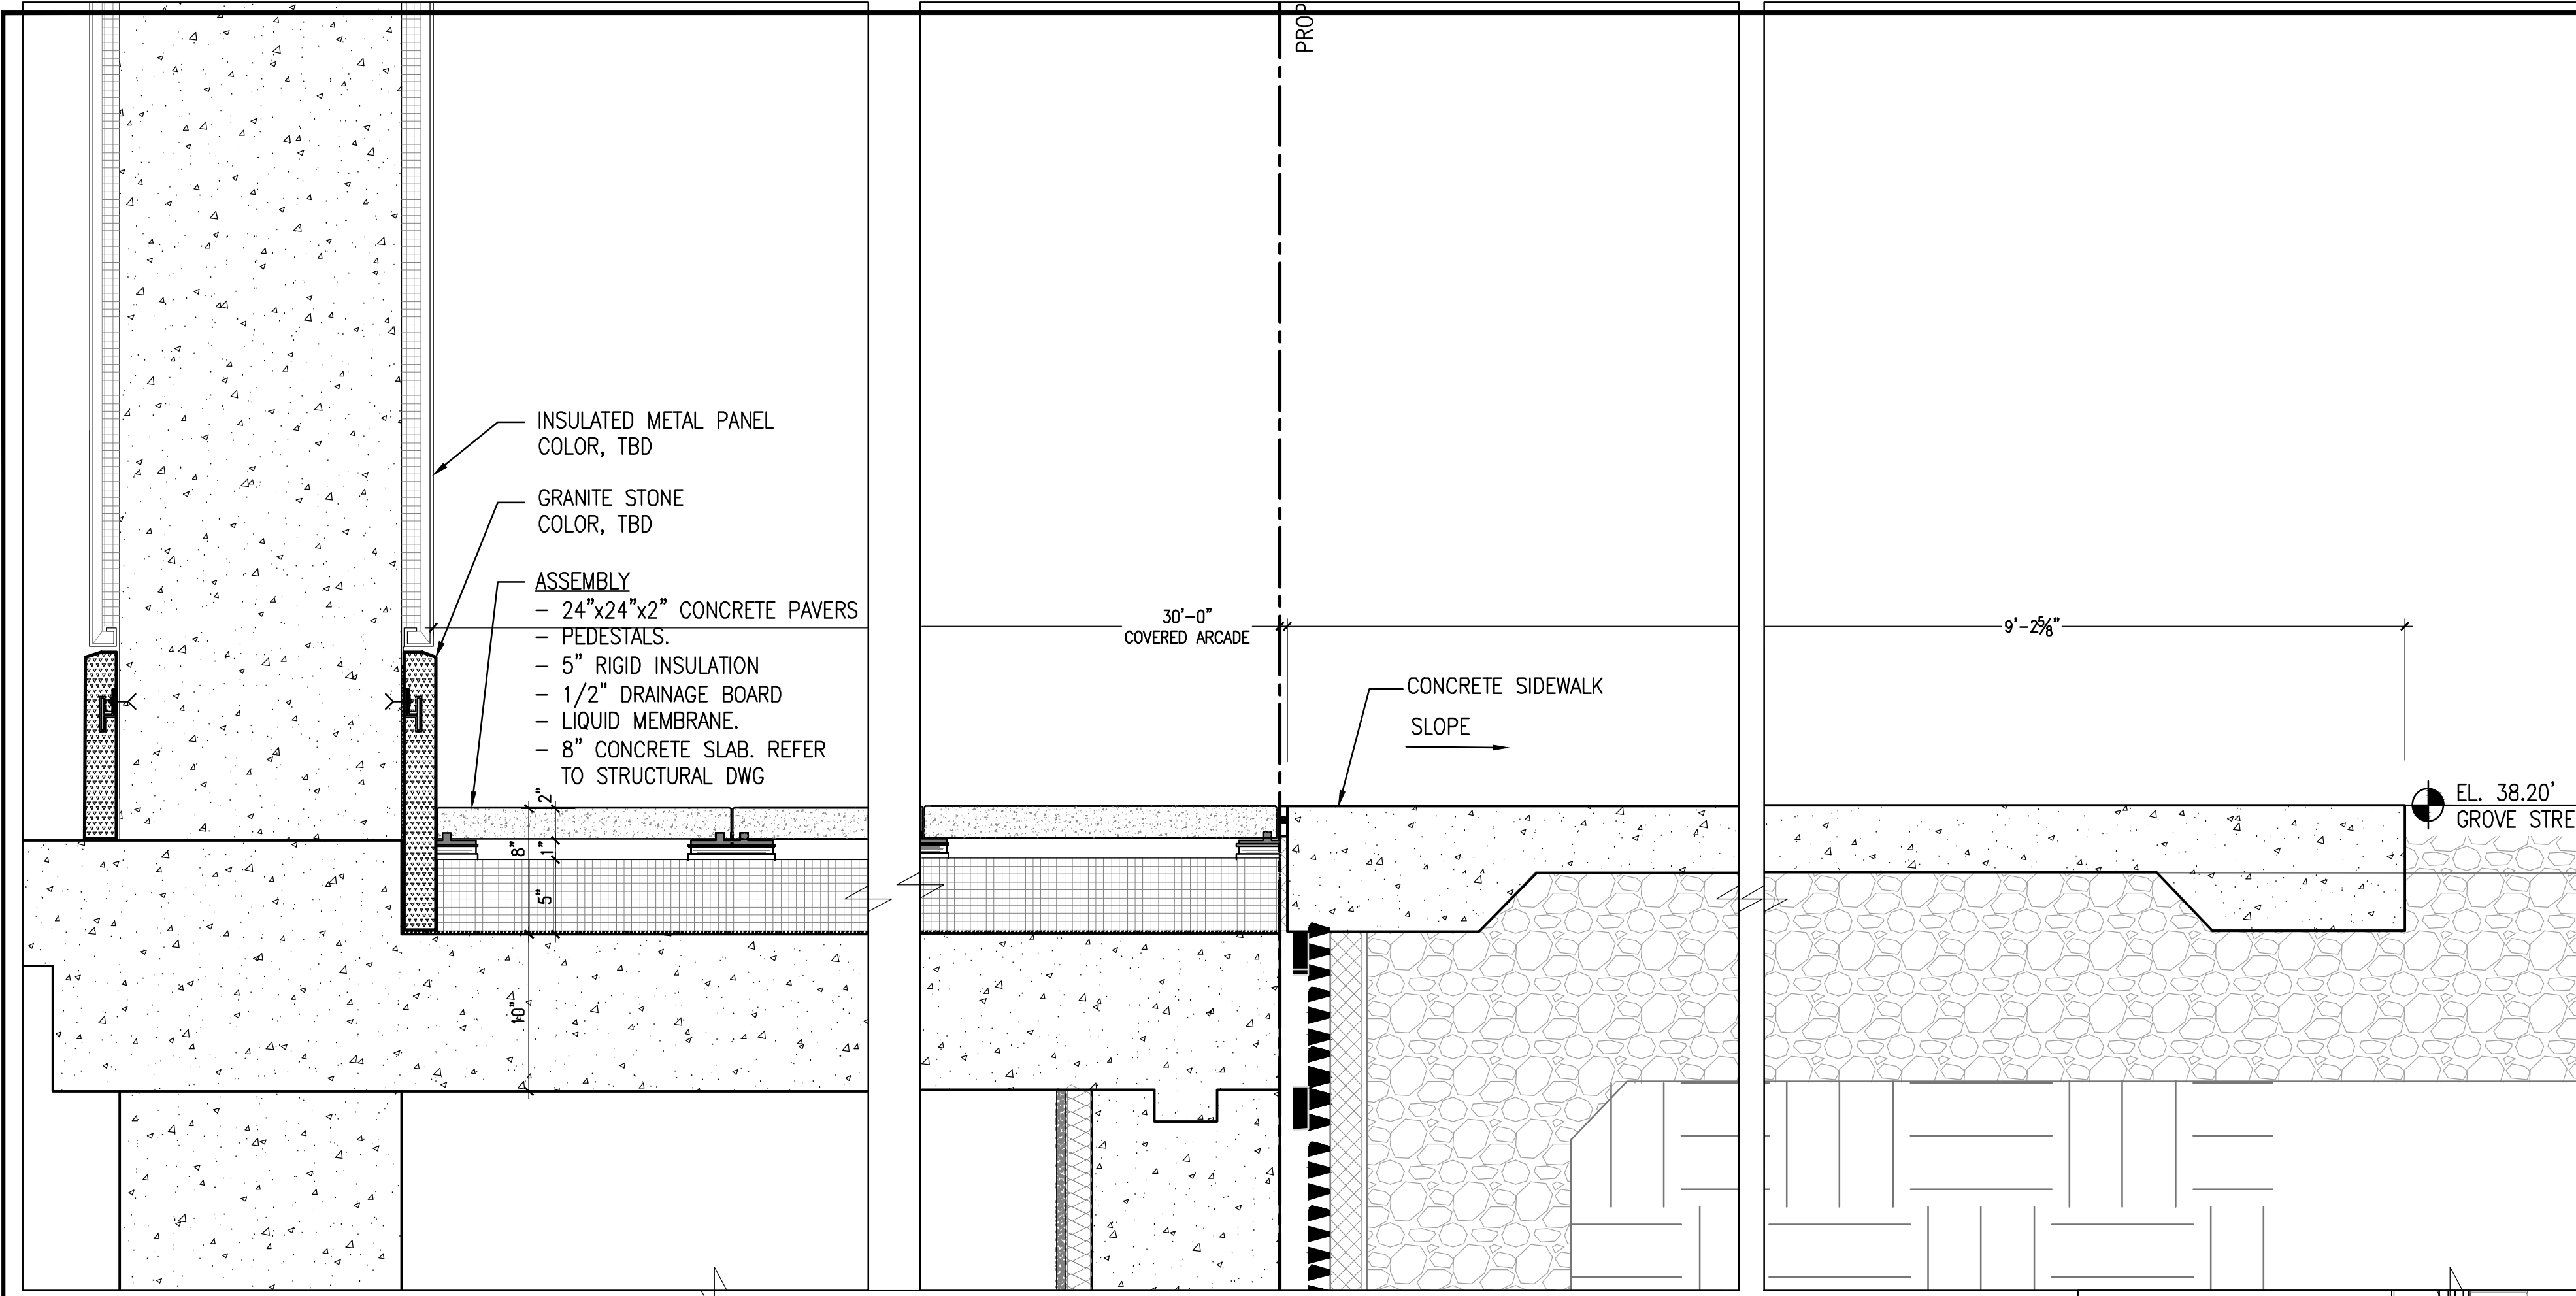 PROP
INSULATED METAL PANEL
COLOR, TBD
GRANITE STONE
COLOR, TBD
ASSEMBLY
- 24"x24"x2" CONCRETE PAVERS
- PEDESTALS.
- 5" RIGID INSULATION
- 1/2" DRAINAGE BOARD
- LIQUID MEMBRANE.
- 8" CONCRETE SLAB. REFER
TO STRUCTURAL DWG
2"
8"
1"
5"
10"
30'-0"
COVERED ARCADE
CONCRETE SIDEWALK
SLOPE
9'-2⅝"
EL. 38.20'
GROVE STRE